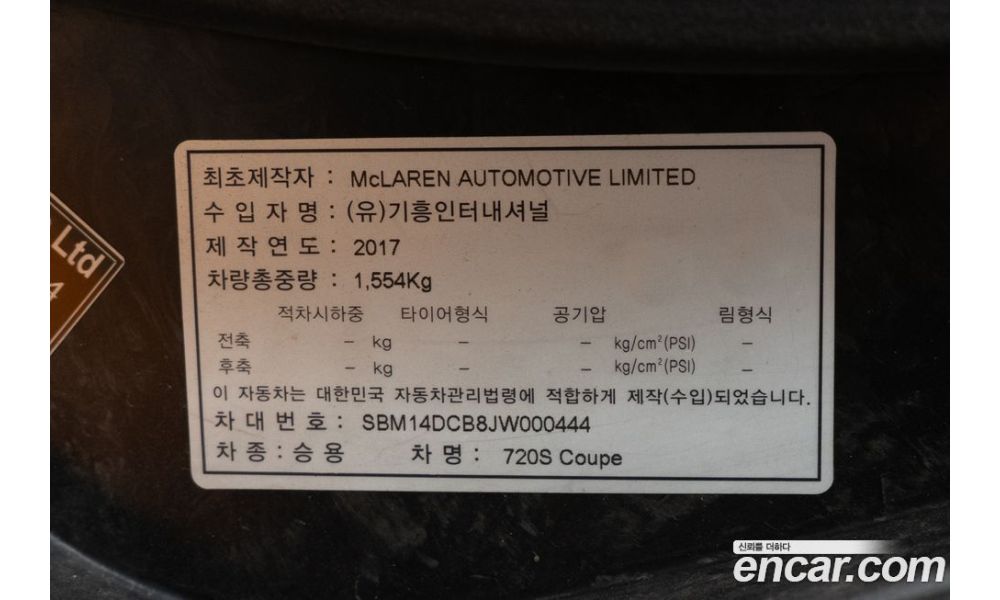 최초제작자 : McLAREN AUTOMOTIVE LIMITED
수 입 자 명 : (유)기흥인터내셔널
제 작 연 도 : 2017
차량총중량 : 1,554Kg
적차시하중 타이어형식 공기압 림형식
전축 – kg – – kg/cm²(PSI) –
후축 – kg – – kg/cm²(PSI) –
이 자동차는 대한민국 자동차관리법령에 적합하게 제작(수입)되었습니다.
차 대 번 호 : SBM14DCB8JW000444
차 종 : 승 용 차 명 : 720S Coupe
Ltd
4
신뢰를 더하다
encar.com